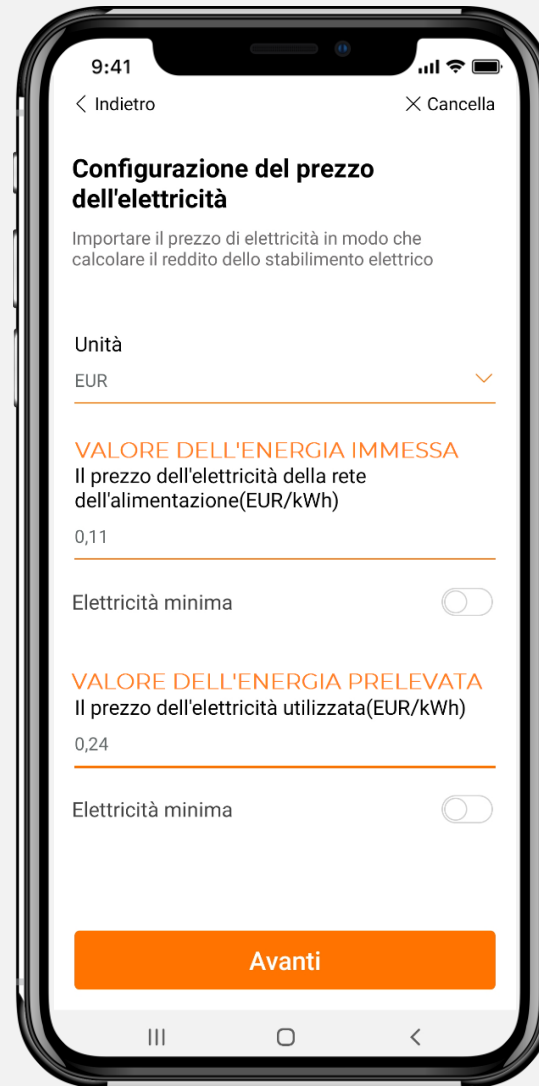 9:41
Indietro
Cancella
Configurazione del prezzo
dell'elettricità
Importare il prezzo di elettricità in modo che
calcolare il reddito dello stabilimento elettrico
Unità
EUR
VALORE DELL'ENERGIA IMMESSA
Il prezzo dell'elettricità della rete
dell'alimentazione(EUR/kWh)
0,11
Elettricità minima
VALORE DELL'ENERGIA PRELEVATA
Il prezzo dell'elettricità utilizzata(EUR/kWh)
0,24
Elettricità minima
Avanti